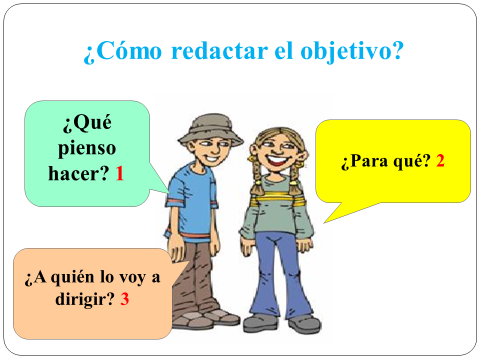 ¿Cómo redactar el objetivo?
¿Qué
pienso
hacer? 1
¿Para qué? 2
¿A quién lo voy a
dirigir? 3